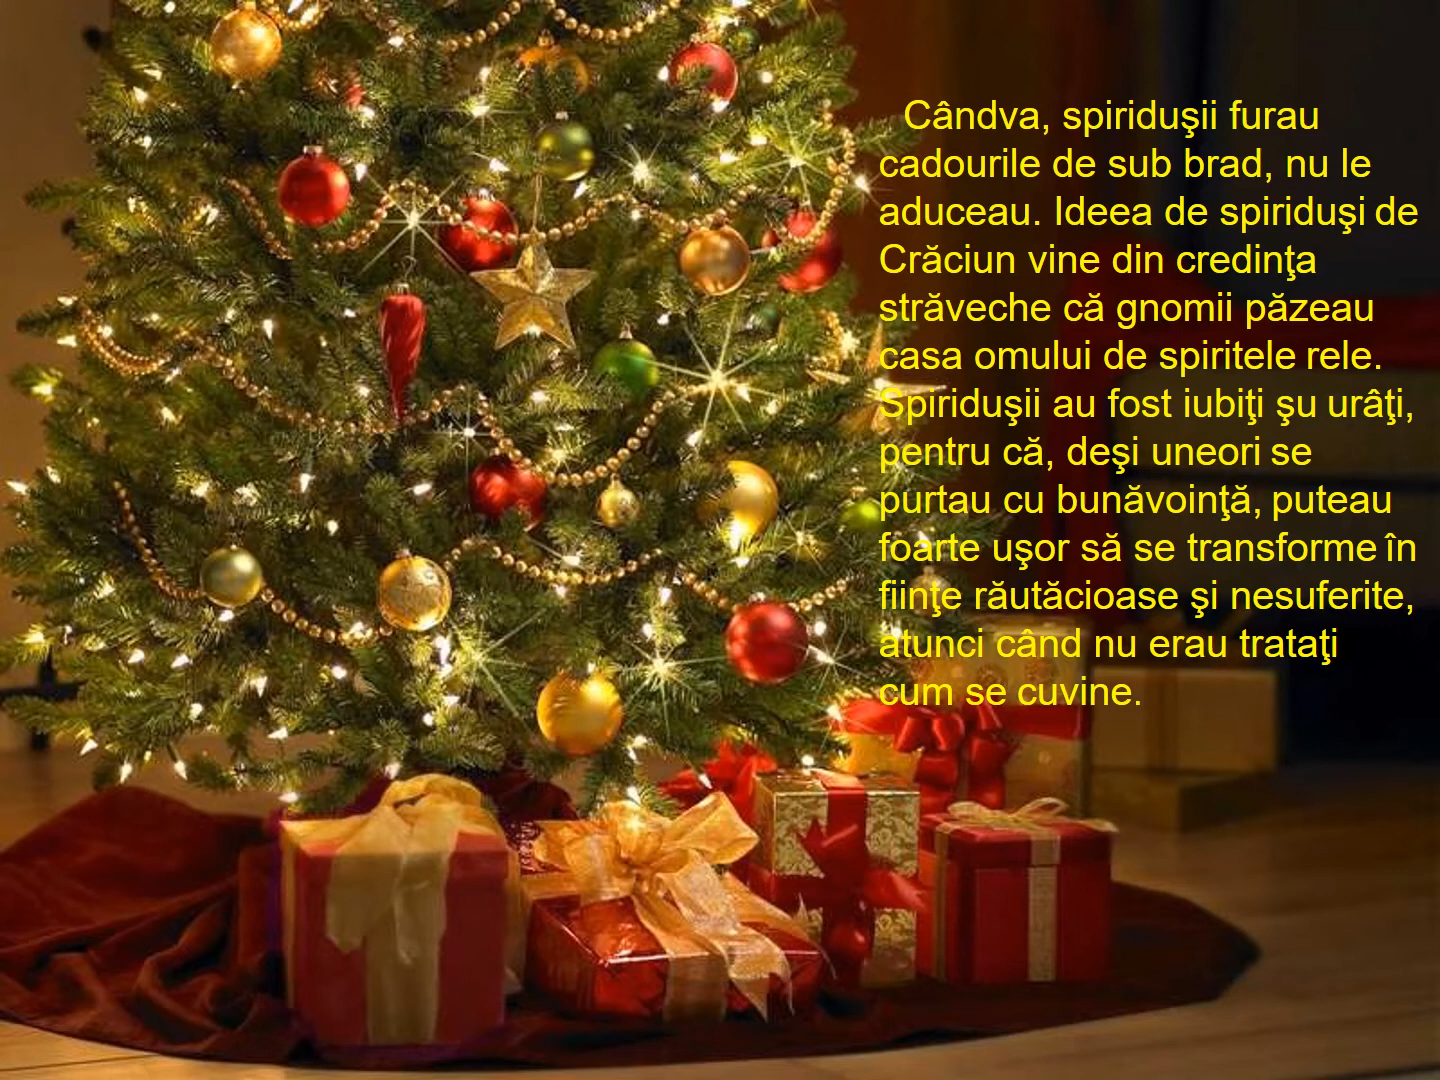 Cândva, spiriduşii furau
cadourile de sub brad, nu le
aduceau. Ideea de spiriduşi de
Crăciun vine din credinţa
străveche că gnomii păzeau
casa omului de spiritele rele.
Spiriduşii au fost iubiţi şu urâţi,
pentru că, deşi uneori se
purtau cu bunăvoinţă, puteau
foarte uşor să se transforme în
fiinţe răutăcioase şi nesuferite,
atunci când nu erau trataţi
cum se cuvine.